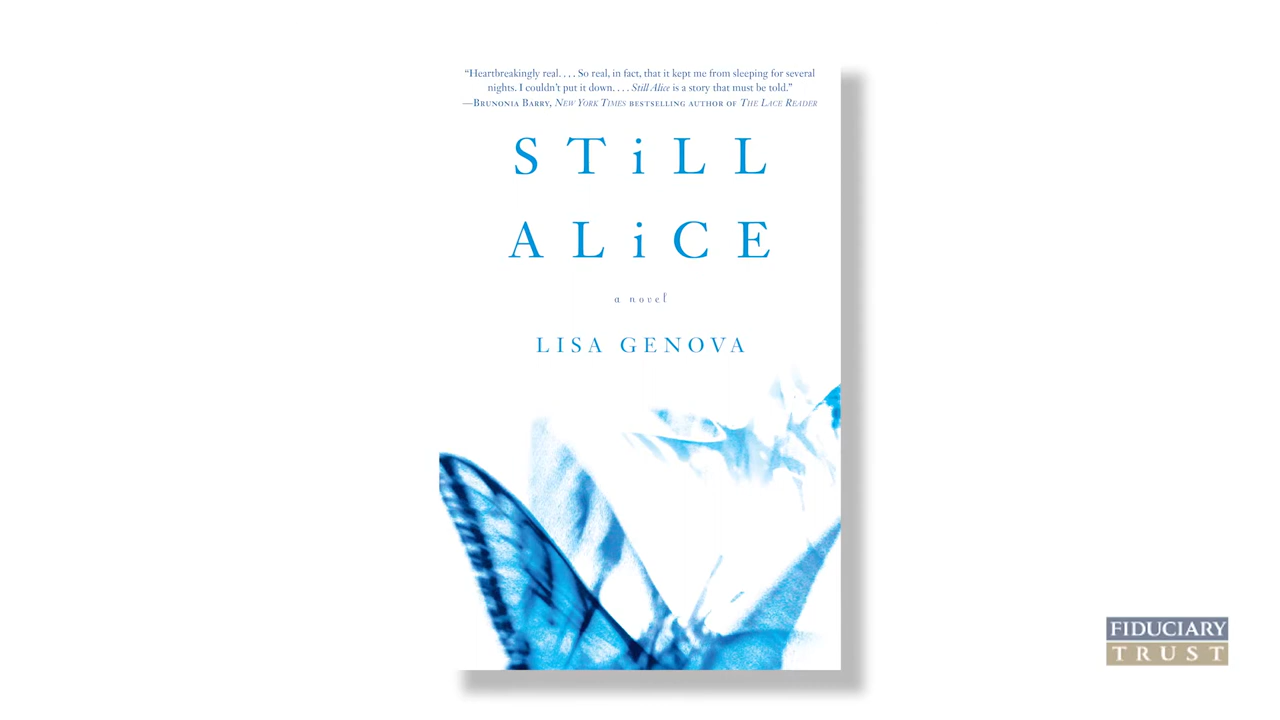 “Heartbreakingly real. . . . So real, in fact, that it kept me from sleeping for several
nights. I couldn’t put it down. . . . Still Alice is a story that must be told.”
—Brunonia Barry, New York Times bestselling author of The Lace Reader
STiLL
ALiCE
a novel
LISA GENOVA
FIDUCIARY
TRUST